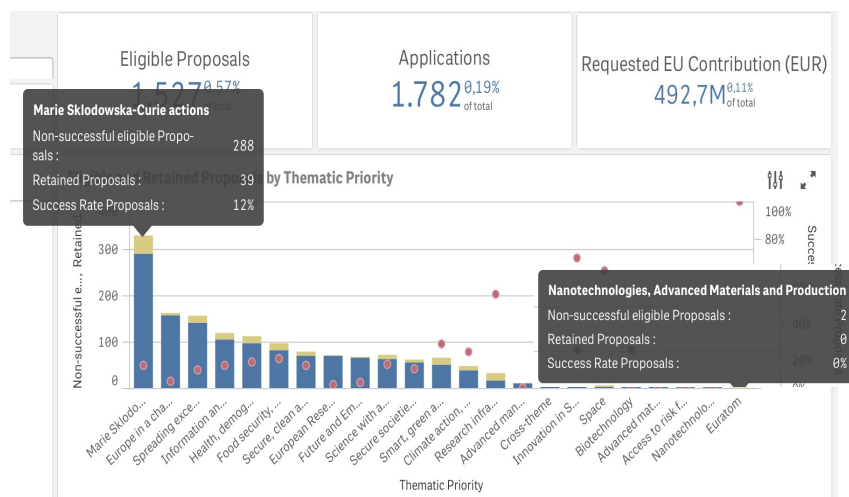 Eligible Proposals
1.527 0,57%
of total
Applications
1.782 0,19%
of total
Requested EU Contribution (EUR)
492,7M 0,11%
of total
Marie Sklodowska-Curie actions
Non-successful eligible Propo-
sals :
288
Retained Proposals :
39
Success Rate Proposals :
12%
Retained Proposals by Thematic Priority
Non-successful e..., Retained
300
200
100
0
100%
80%
40%
20%
0%
Succes
Nanotechnologies, Advanced Materials and Production
Non-successful eligible Proposals :
2
Retained Proposals :
0
Success Rate Proposals :
0%
Marie Sklodo...
Europe in a cha...
Spreading exce...
Information an...
Health, demog...
Food security, ...
Secure, clean a...
European Rese...
Future and Em...
Science with a...
Secure societie...
Smart, green a...
Climate action, ...
Research infra...
Advanced man...
Cross-theme
Innovation in S...
Space
Biotechnology
Advanced mat...
Access to risk f...
Nanotechnolo...
Euratom
Thematic Priority